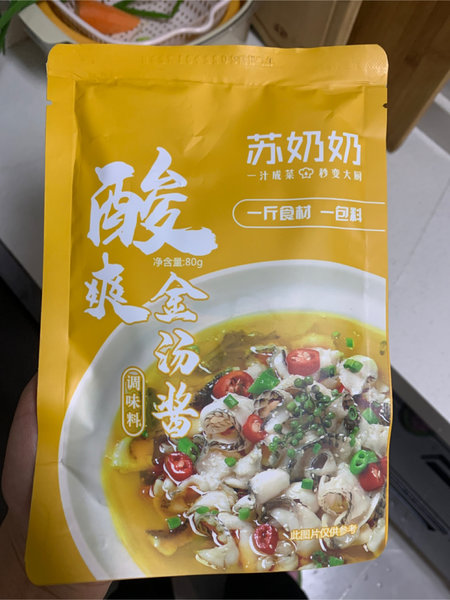 苏奶奶
一汁成菜 秒变大厨
一斤食材 一包料
酸爽
净含量:80g
金汤酱
调味料
此图片仅供参考